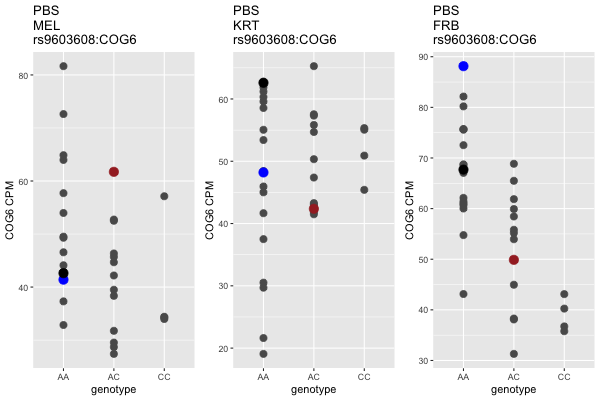 PBS
MEL
rs9603608:COG6
80
60
40
COG6 CPM
AA AC CC
genotype
PBS
KRT
rs9603608:COG6
60
50
40
30
20
COG6 CPM
AA AC CC
genotype
PBS
FRB
rs9603608:COG6
90
80
70
60
50
40
30
COG6 CPM
AA AC CC
genotype